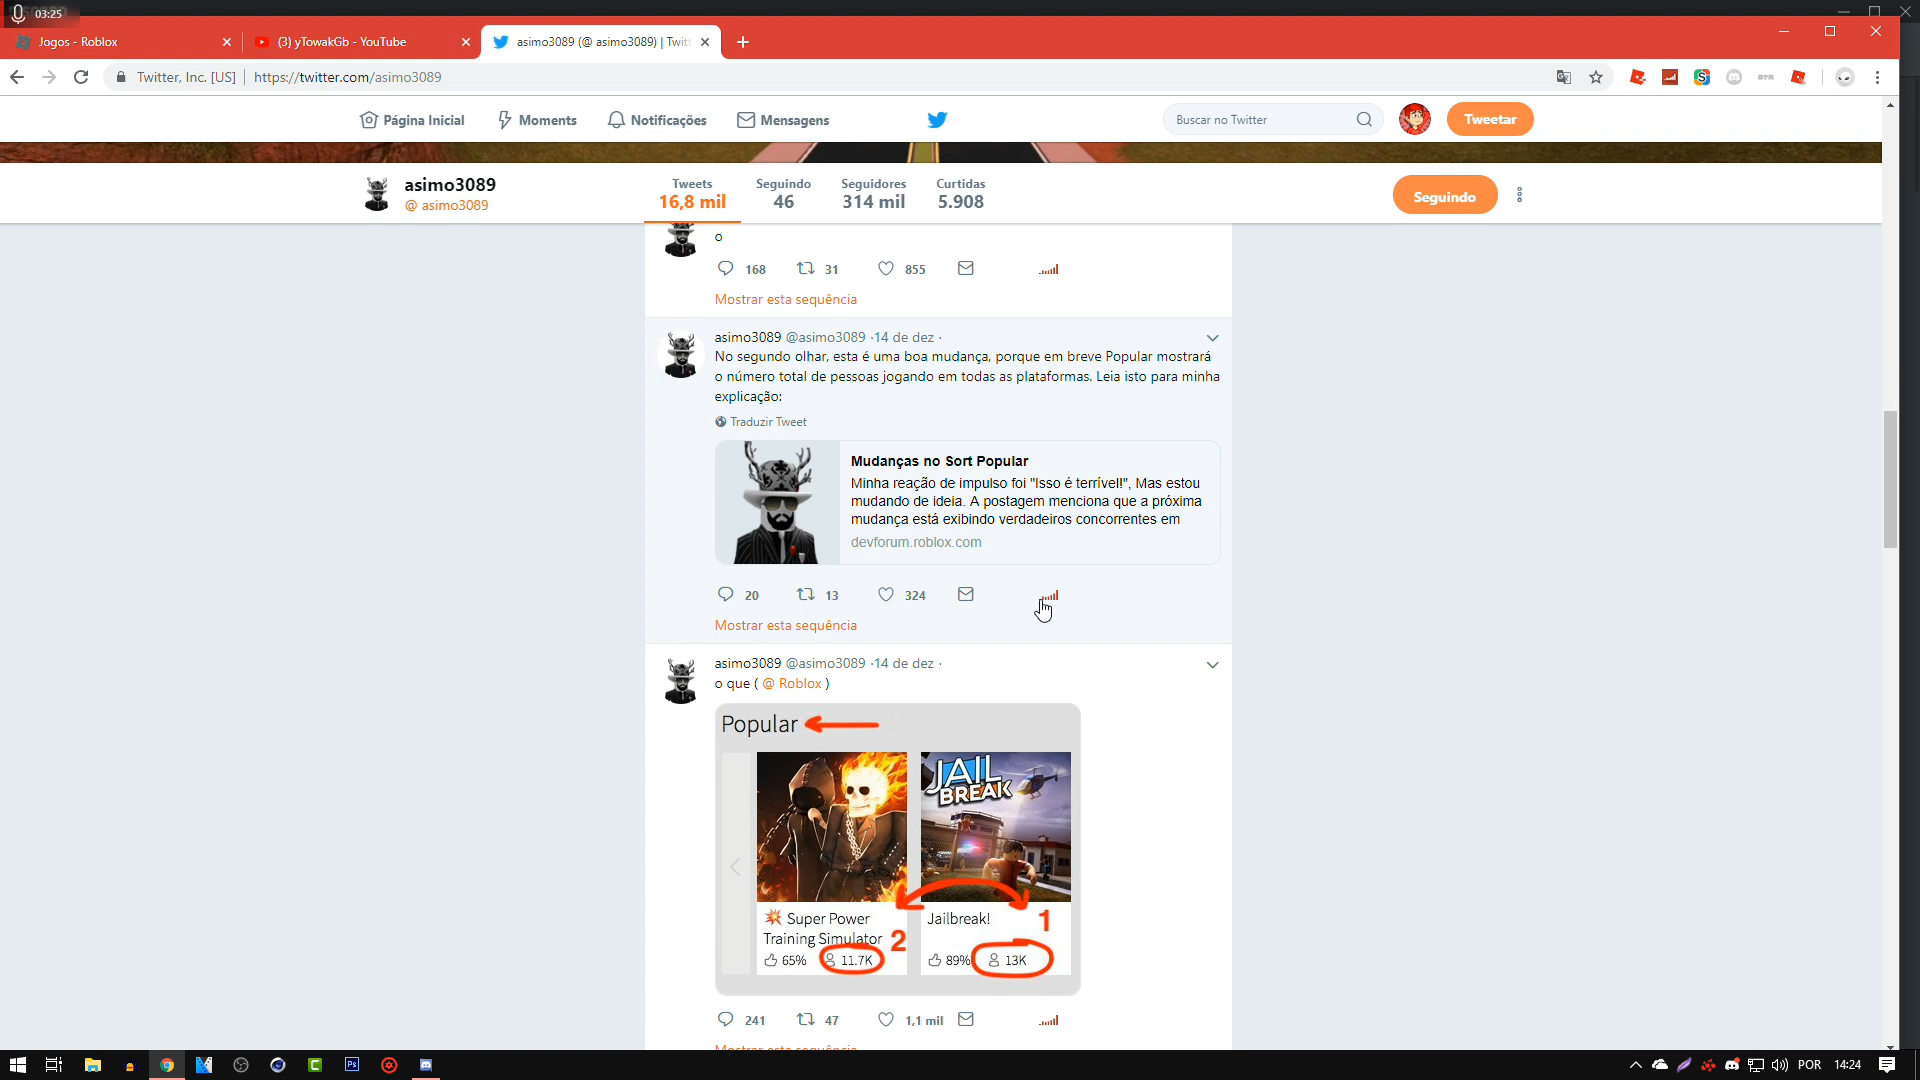 03:25
Jogos - Roblox
(3) yTowakGb - YouTube
asimo3089 (@ asimo3089) | Twitt
Twitter, Inc. [US]
https://twitter.com/asimo3089
Página Inicial
Moments
Notificações
Mensagens
Buscar no Twitter
Tweetar
asimo3089
@ asimo3089
Tweets
16,8 mil
Seguindo
46
Seguidores
314 mil
Curtidas
5.908
Seguindo
o
168
31
855
Mostrar esta sequência
asimo3089 @asimo3089 ·14 de dez ·
No segundo olhar, esta é uma boa mudança, porque em breve Popular mostrará
o número total de pessoas jogando em todas as plataformas. Leia isto para minha
explicação:
Traduzir Tweet
Mudanças no Sort Popular
Minha reação de impulso foi "Isso é terrível!", Mas estou
mudando de ideia. A postagem menciona que a próxima
mudança está exibindo verdadeiros concorrentes em
devforum.roblox.com
20
13
324
Mostrar esta sequência
asimo3089 @asimo3089 ·14 de dez ·
o que ( @ Roblox )
Popular
JAIL
BREAK
Super Power
Training Simulator
2
65%
11.7K
Jailbreak!
1
89%
13K
241
47
1,1 mil
Mostrar esta sequência
Ps
POR
14:24